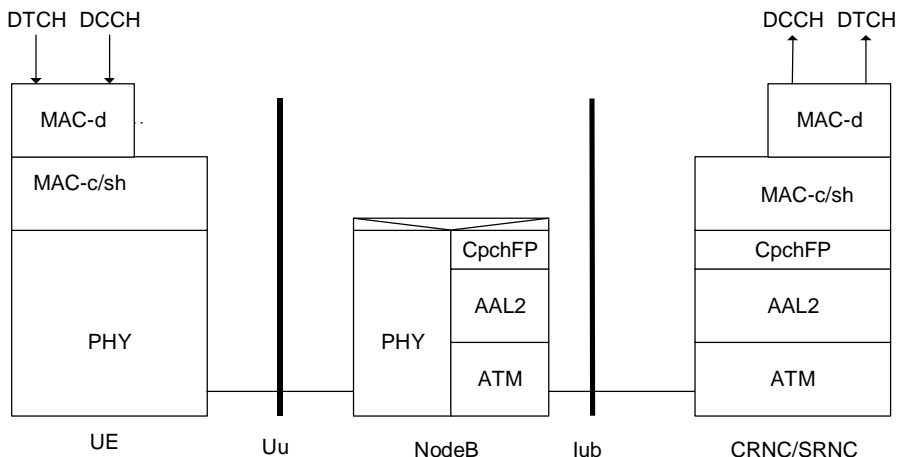 DTCH DCCH
DCCH DTCH
MAC-d
MAC-d
MAC-c/sh
MAC-c/sh
CpchFP
CpchFP
AAL2
AAL2
PHY
PHY
ATM
ATM
UE
Uu
NodeB
Iub
CRNC/SRNC